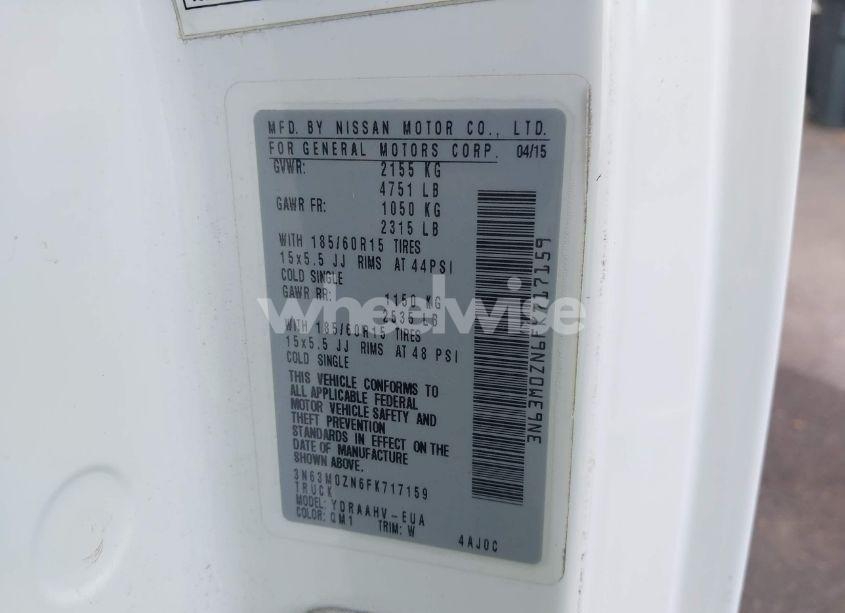 MFD. BY NISSAN MOTOR CO., LTD.
FOR GENERAL MOTORS CORP. 04/15
GVWR: 2155 KG
4751 LB
GAWR FR: 1050 KG
2315 LB
WITH 185/60R15 TIRES
15x5.5 JJ RIMS AT 44PSI
COLD SINGLE
GAWR RR: 1150 KG
2535 LB
WITH 185/60R15 TIRES
15x5.5 JJ RIMS AT 48 PSI
COLD SINGLE
THIS VEHICLE CONFORMS TO
ALL APPLICABLE FEDERAL
MOTOR VEHICLE SAFETY AND
THEFT PREVENTION
STANDARDS IN EFFECT ON THE
DATE OF MANUFACTURE
SHOWN ABOVE.
3N63M0ZN6FK717159
TRUCK
MODEL: YDRAAHV-EUA
COLOR: QM1 TRIM: W
4AJ0C
wheelwise